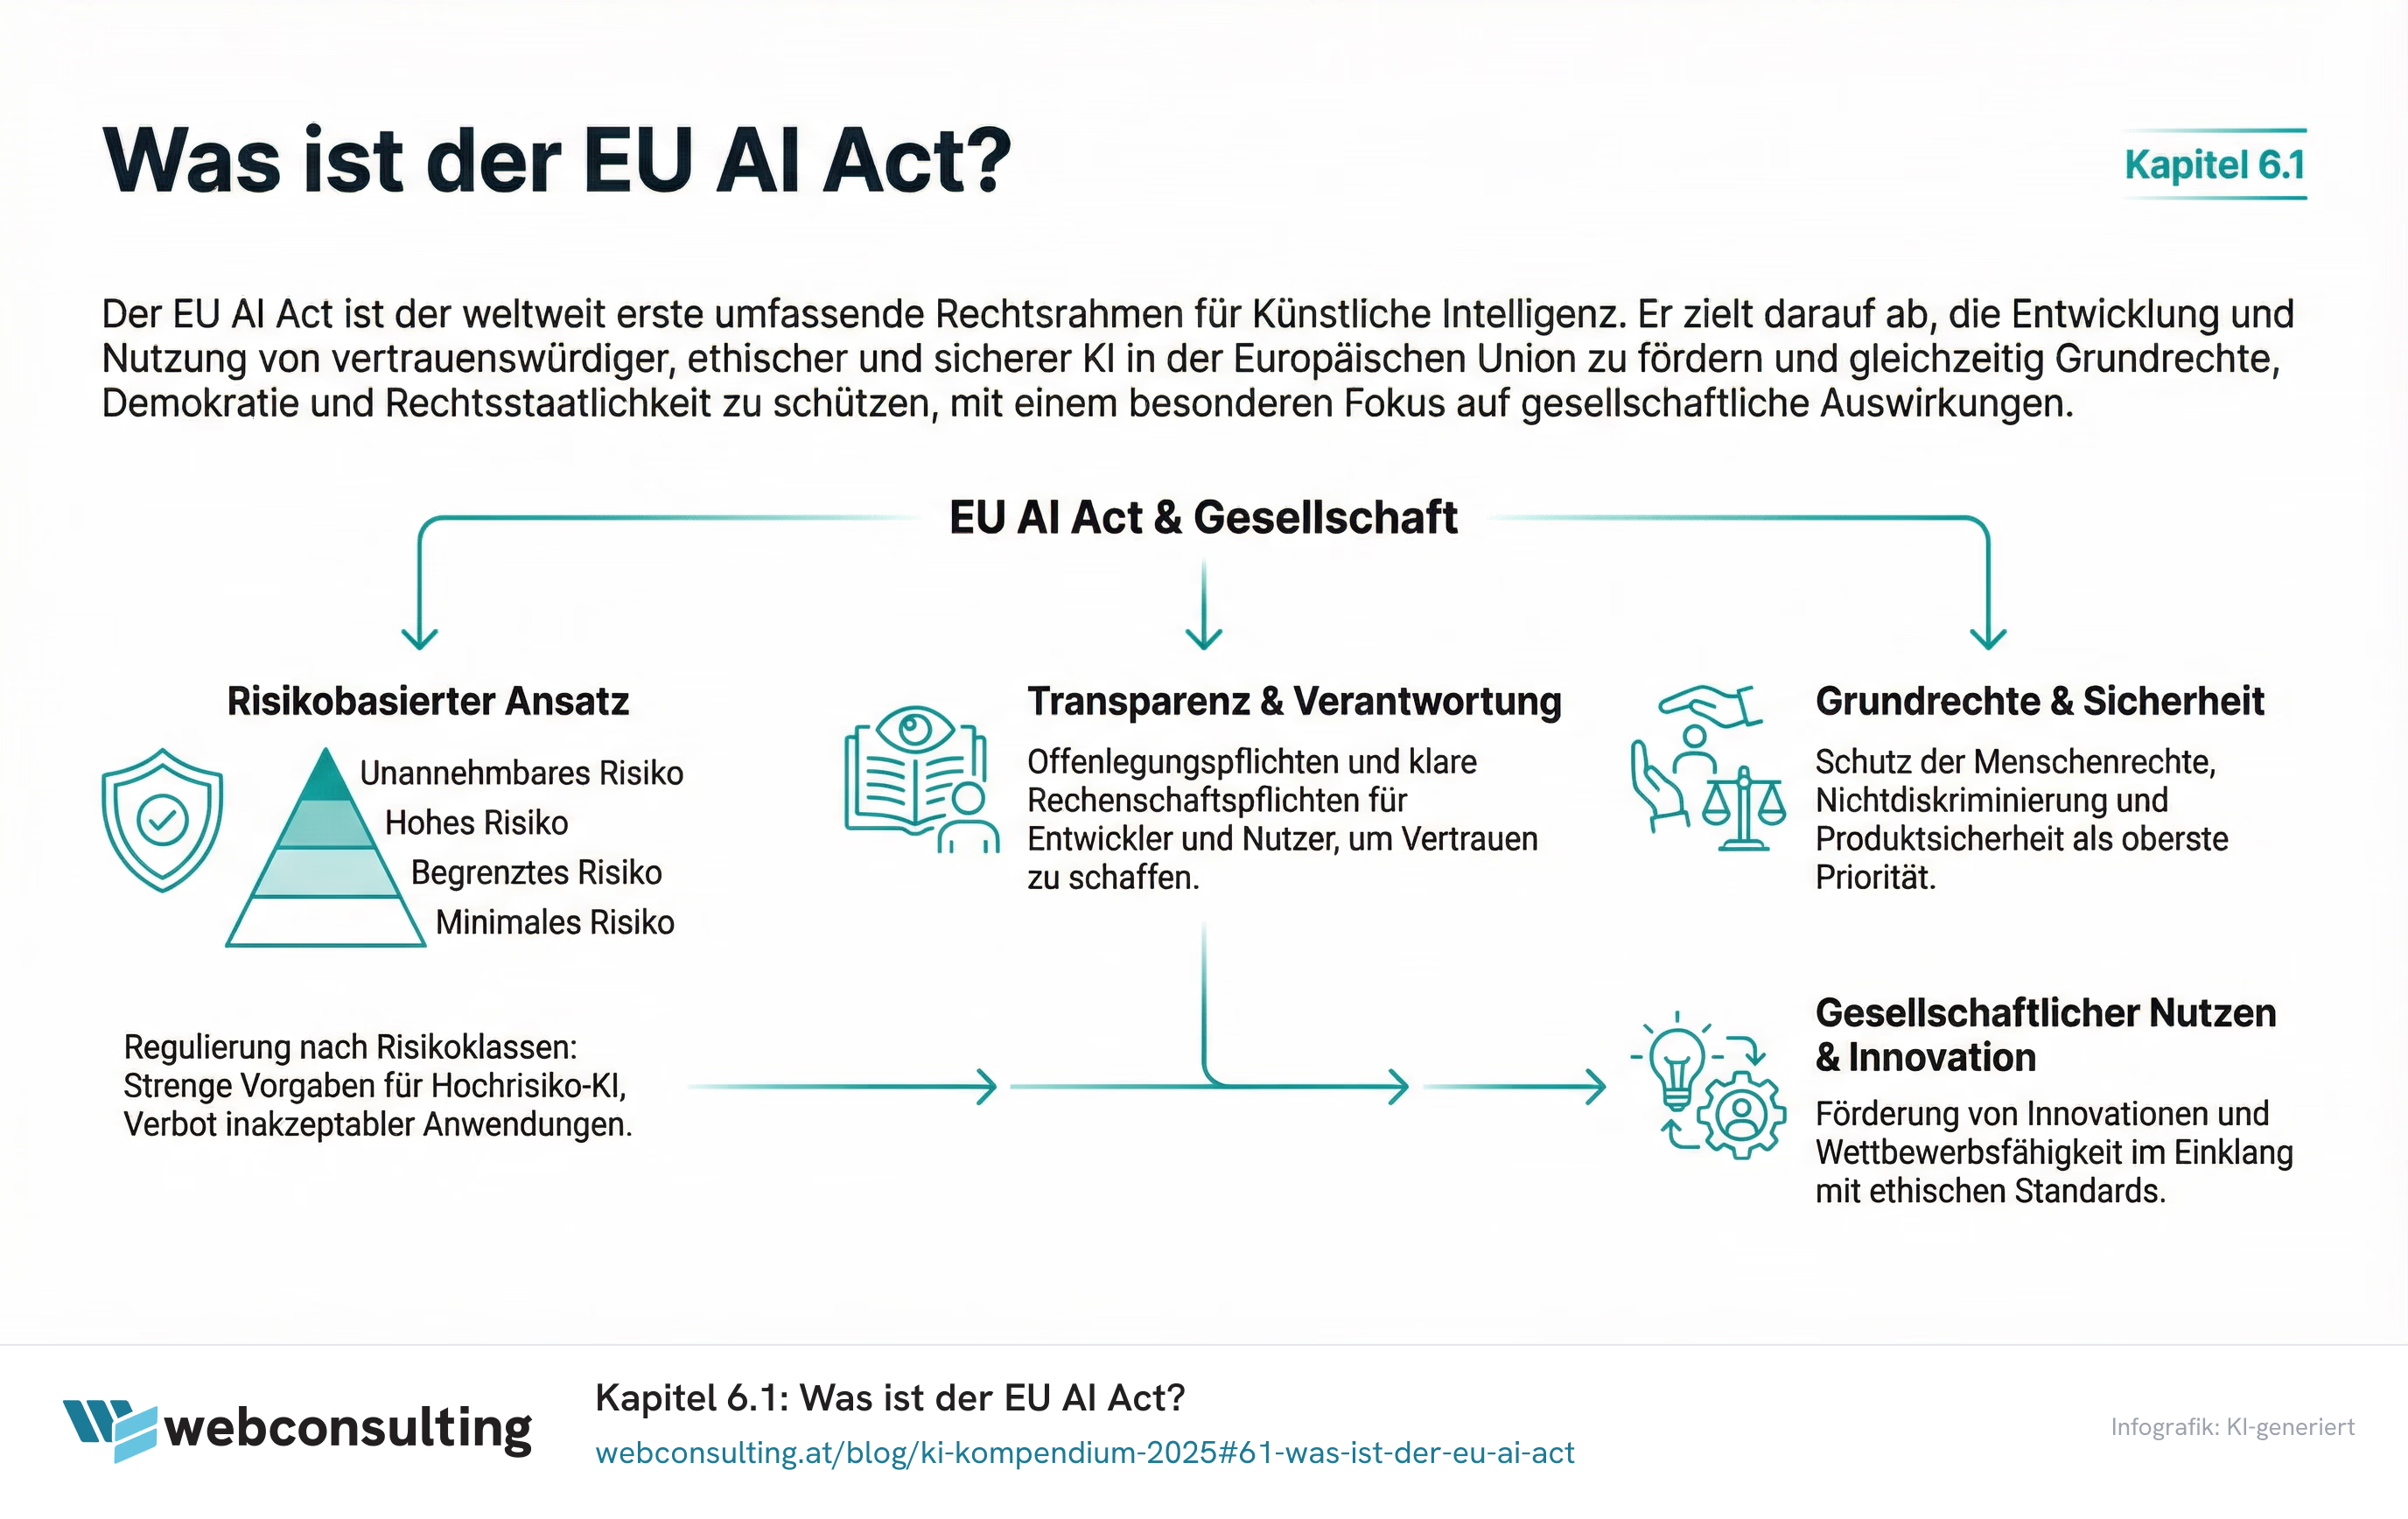 Was ist der EU AI Act?
Kapitel 6.1
Der EU AI Act ist der weltweit erste umfassende Rechtsrahmen für Künstliche Intelligenz. Er zielt darauf ab, die Entwicklung und
Nutzung von vertrauenswürdiger, ethischer und sicherer KI in der Europäischen Union zu fördern und gleichzeitig Grundrechte,
Demokratie und Rechtsstaatlichkeit zu schützen, mit einem besonderen Fokus auf gesellschaftliche Auswirkungen.
EU AI Act & Gesellschaft
Risikobasierter Ansatz
Unannehmbares Risiko
Hohes Risiko
Begrenztes Risiko
Minimales Risiko
Regulierung nach Risikoklassen:
Strenge Vorgaben für Hochrisiko-KI,
Verbot inakzeptabler Anwendungen.
Transparenz & Verantwortung
Offenlegungspflichten und klare
Rechenschaftspflichten für
Entwickler und Nutzer, um Vertrauen
zu schaffen.
Grundrechte & Sicherheit
Schutz der Menschenrechte,
Nichtdiskriminierung und
Produktsicherheit als oberste
Priorität.
Gesellschaftlicher Nutzen
& Innovation
Förderung von Innovationen und
Wettbewerbsfähigkeit im Einklang
mit ethischen Standards.
webconsulting
Kapitel 6.1: Was ist der EU AI Act?
webconsulting.at/blog/ki-kompendium-2025#61-was-ist-der-eu-ai-act
Infografik: KI-generiert